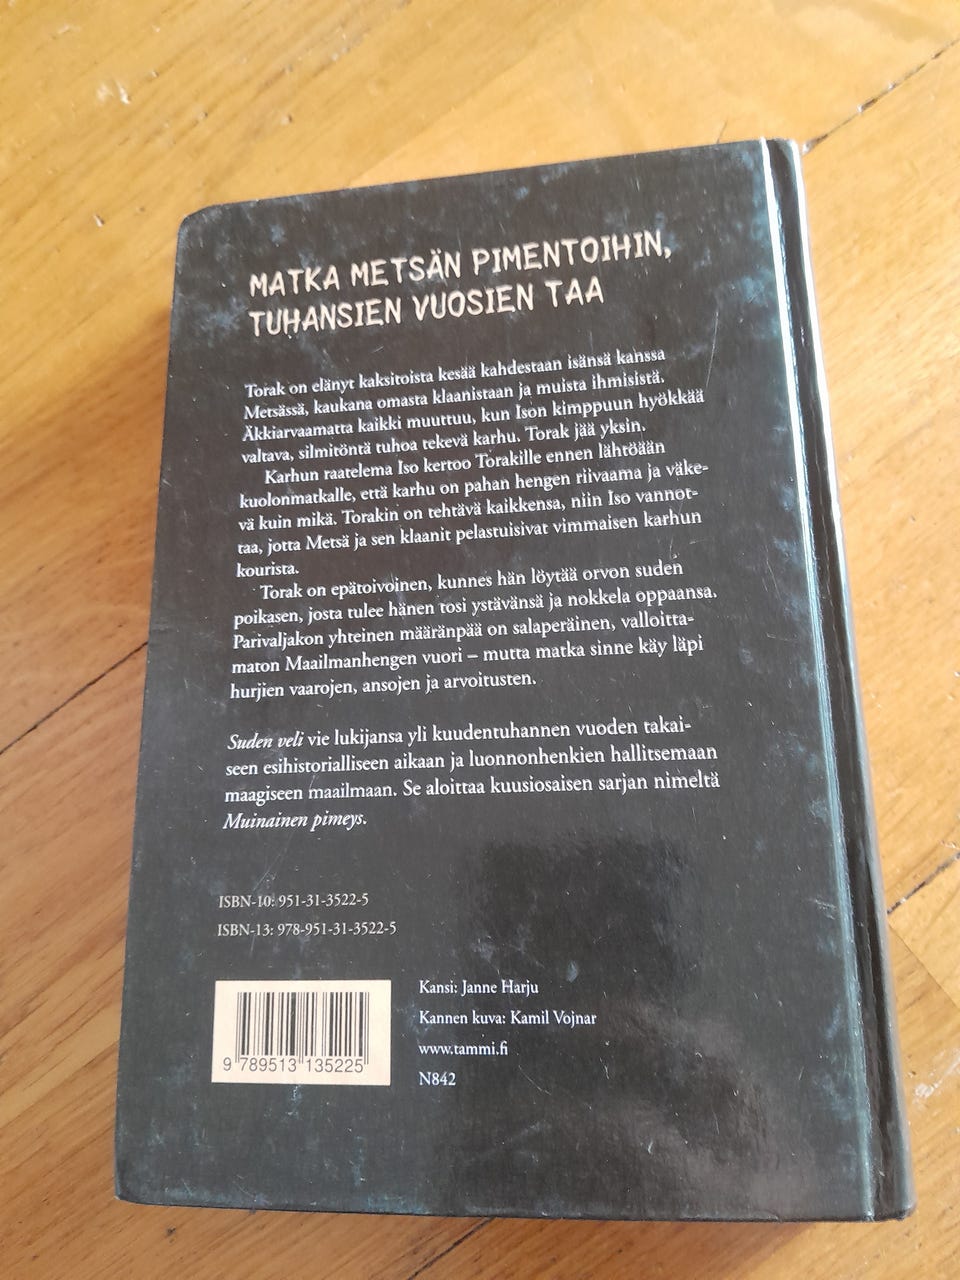 MATKA METSÄN PIMENTOIHIN,
TUHANSIEN VUOSIEN TAA
Torak on elänyt kaksitoista kesää kahdestaan isänsä kanssa
Metsässä, kaukana omasta klaanistaan ja muista ihmisistä.
Äkkiarvaamatta kaikki muuttuu, kun Ison kimppuun hyökkää
valtava, silmitöntä tuhoa tekevä karhu. Torak jää yksin.
Karhun raatelema Iso kertoo Torakille ennen lähtöään
kuolonmatkalle, että karhu on pahan hengen riivaama ja väke-
vä kuin mikä. Torakin on tehtävä kaikkensa, niin Iso vannot-
taa, jotta Metsä ja sen klaanit pelastuisivat vimmaisen karhun
kourista.
Torak on epätoivoinen, kunnes hän löytää orvon suden
poikasen, josta tulee hänen tosi ystävänsä ja nokkela oppaansa.
Parivaljakon yhteinen määränpää on salaperäinen, valloitta-
maton Maailmanhengen vuori – mutta matka sinne käy läpi
hurjien vaarojen, ansojen ja arvoitusten.
Suden veli vie lukijansa yli kuudentuhannen vuoden takai-
seen esihistorialliseen aikaan ja luonnonhenkien hallitsemaan
maagiseen maailmaan. Se aloittaa kuusiosaisen sarjan nimeltä
Muinainen pimeys.
ISBN-10: 951-31-3522-5
ISBN-13: 978-951-31-3522-5
9 789513 135225
Kansi: Janne Harju
Kannen kuva: Kamil Vojnar
www.tammi.fi
N842